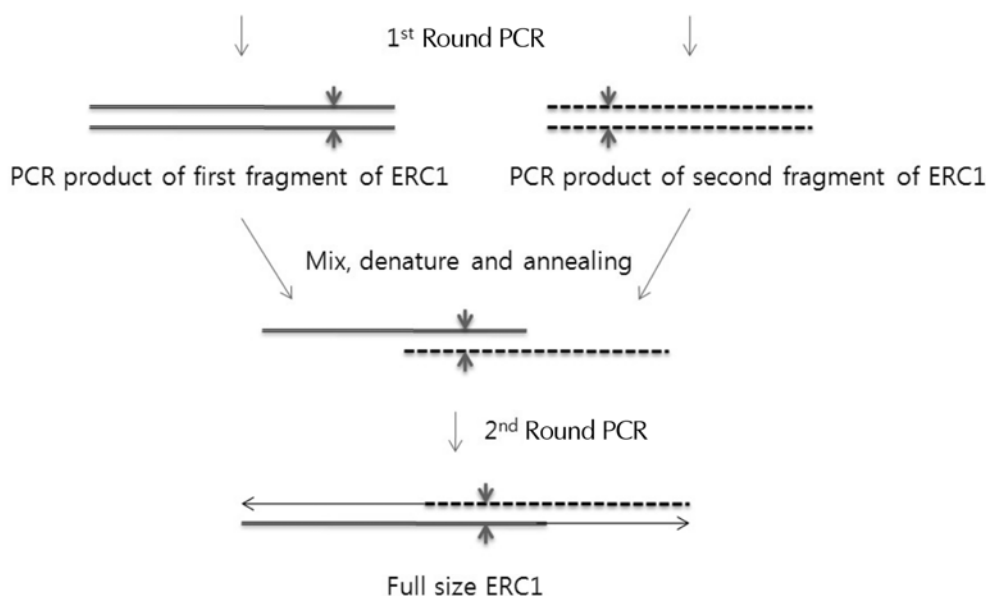 1st Round PCR
PCR product of first fragment of ERC1
PCR product of second fragment of ERC1
Mix, denature and annealing
2nd Round PCR
Full size ERC1